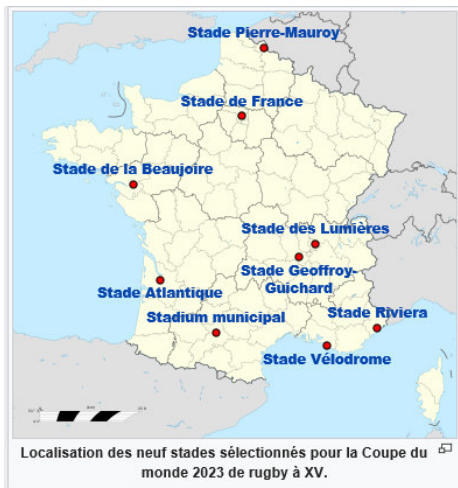 Stade Pierre-Mauroy
Stade de France
Stade de la Beaujoire
Stade des Lumières
Stade Geoffroy-
Guichard
Stade Atlantique
Stade Riviera
Stadium municipal
Stade Vélodrome
Localisation des neuf stades sélectionnés pour la Coupe du
monde 2023 de rugby à XV.